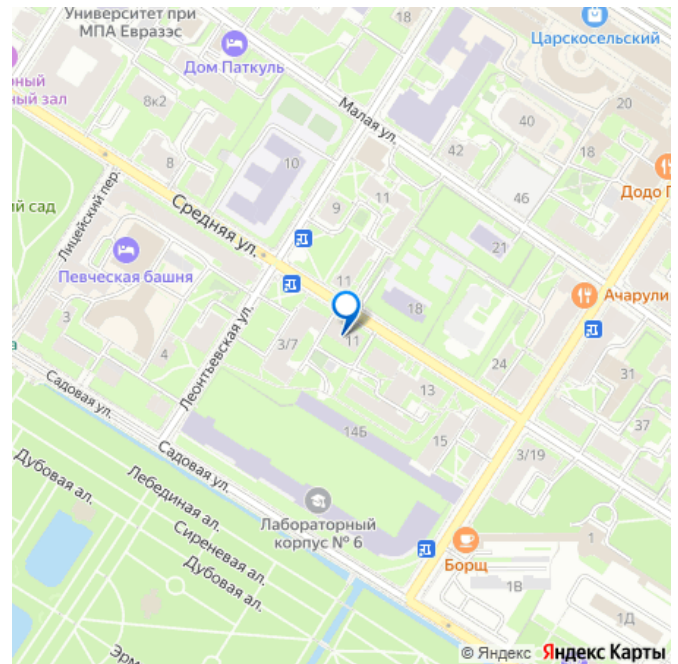 Университет при
МПА Евразэс
Дом Паткуль
Царскосельский
ный зал
8к2
Малая ул.
20
40
42
18
Додо П
8
10
11
46
Лицейский пер.
ий сад
Средняя ул.
9
21
Певческая башня
11
18
Ачарули
3
4
Леонтьевская ул.
3/7
11
24
31
13
37
Садовая ул.
14Б
15
3/19
Садовая ул.
Дубовая ал.
Лебединая ал.
Лабораторный
корпус № 6
Сиреневая ал.
Дубовая ал.
Борщ
1
1В
1Д
Эрм
© Яндекс Яндекс Карты